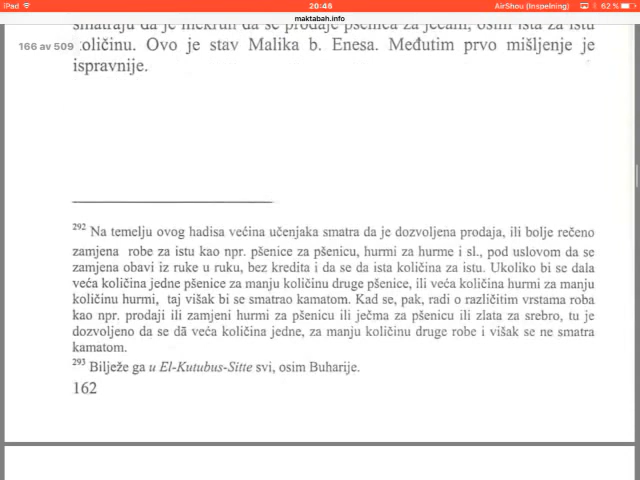 iPad
20:46
AirShou (Inspelning)
62 %
maktabah.info
smatraju da je mekruh da se prodaje pšenica za ječam, osim ista za istu
166 av 509
količinu. Ovo je stav Malika b. Enesa. Međutim prvo mišljenje je
ispravnije.
292 Na temelju ovog hadisa većina učenjaka smatra da je dozvoljena prodaja, ili bolje rečeno
zamjena robe za istu kao npr. pšenice za pšenicu, hurmi za hurme i sl., pod uslovom da se
zamjena obavi iz ruke u ruku, bez kredita i da se da ista količina za istu. Ukoliko bi se dala
veća količina jedne pšenice za manju količinu druge pšenice, ili veća količina hurmi za manju
količinu hurmi, taj višak bi se smatrao kamatom. Kad se, pak, radi o različitim vrstama roba
kao npr. prodaji ili zamjeni hurmi za pšenicu ili ječma za pšenicu ili zlata za srebro, tu je
dozvoljeno da se dā veća količina jedne, za manju količinu druge robe i višak se ne smatra
kamatom.
293 Bilježe ga u El-Kutubus-Sitte svi, osim Buharije.
162